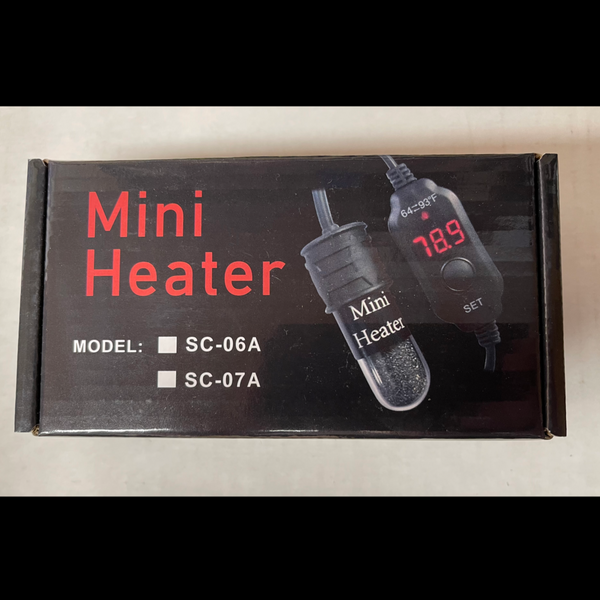 Mini
Heater
MODEL: SC-06A
SC-07A
Mini
Heater
64⇌93°F
78.9
SET